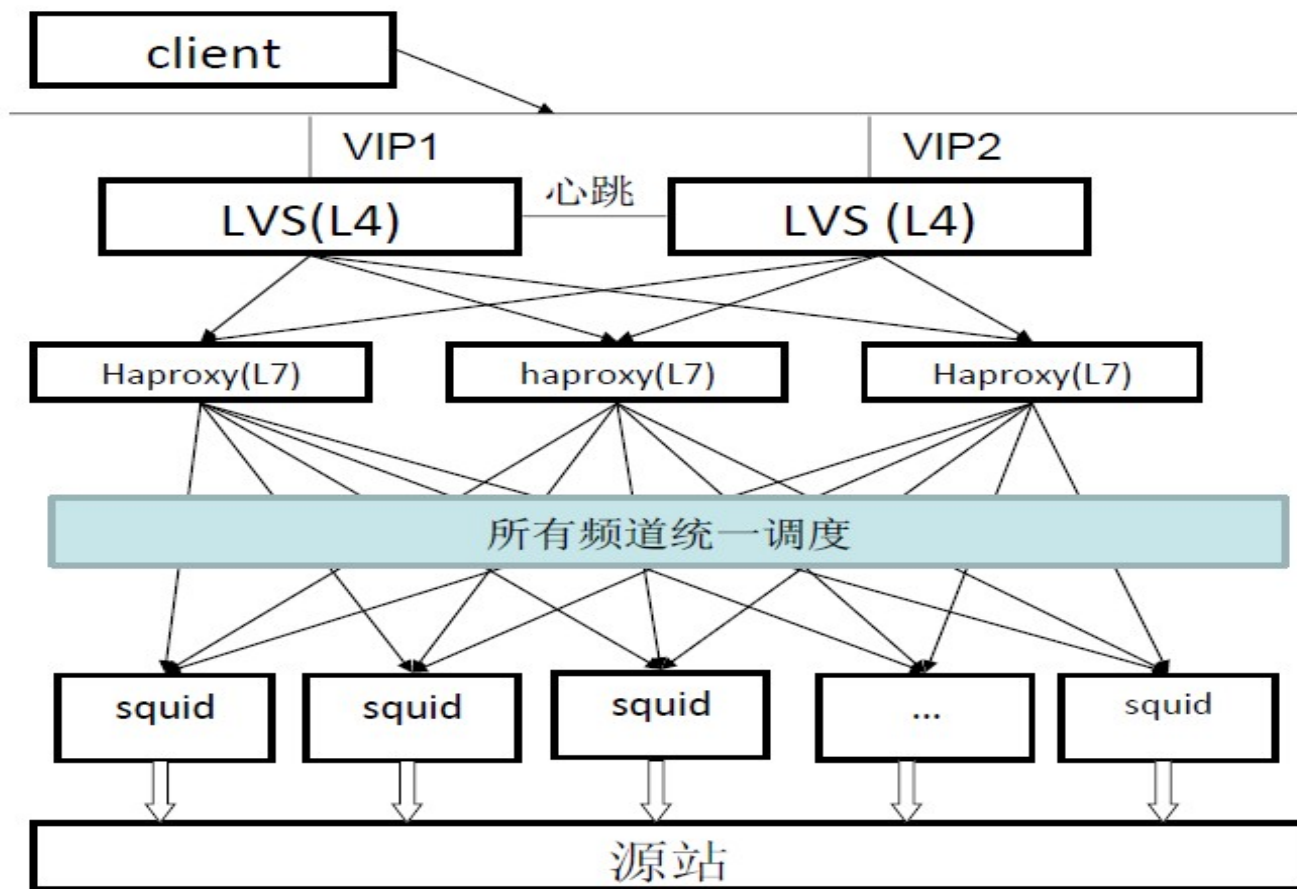 client
VIP1
VIP2
心跳
LVS(L4)
LVS (L4)
Haproxy(L7)
haproxy(L7)
Haproxy(L7)
所有频道统一调度
squid
squid
squid
...
squid
源站